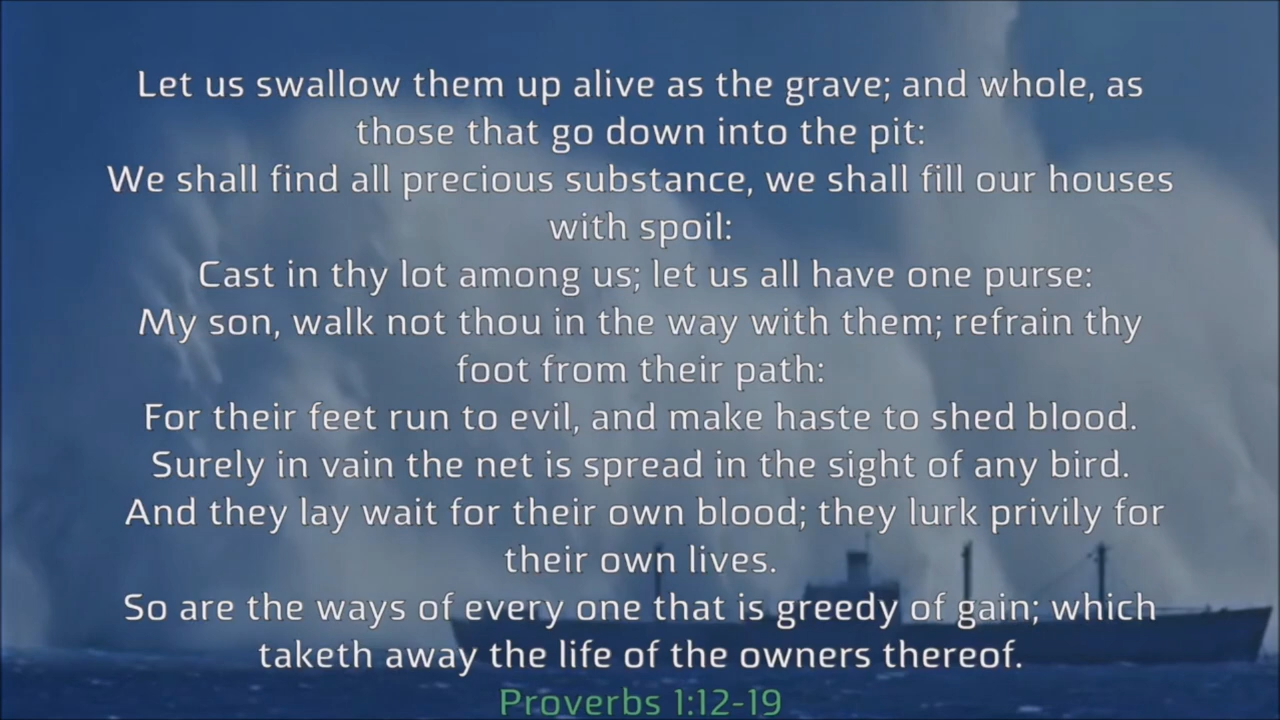 Let us swallow them up alive as the grave; and whole, as
those that go down into the pit:
We shall find all precious substance, we shall fill our houses
with spoil:
Cast in thy lot among us; let us all have one purse:
My son, walk not thou in the way with them; refrain thy
foot from their path:
For their feet run to evil, and make haste to shed blood.
Surely in vain the net is spread in the sight of any bird.
And they lay wait for their own blood; they lurk privily for
their own lives.
So are the ways of every one that is greedy of gain; which
taketh away the life of the owners thereof.
Proverbs 1:12-19